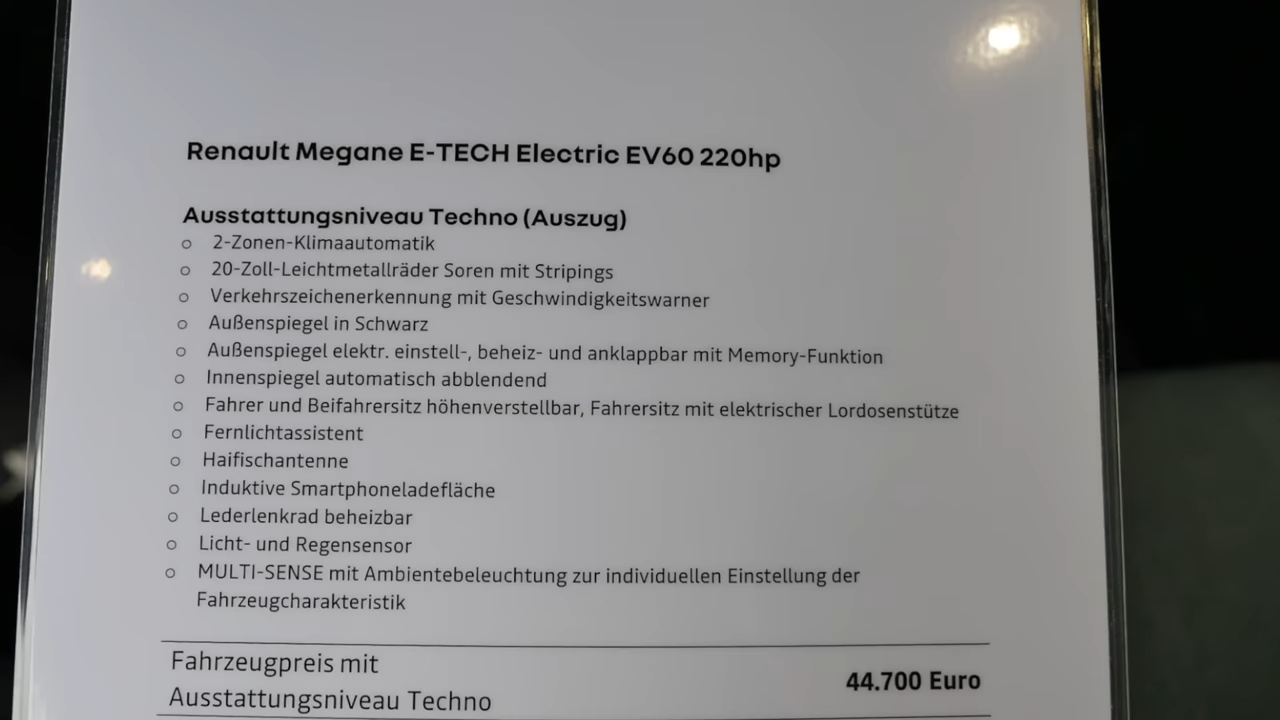 Renault Megane E-TECH Electric EV60 220hp
Ausstattungsniveau Techno (Auszug)
○ 2-Zonen-Klimaautomatik
○ 20-Zoll-Leichtmetallräder Soren mit Stripings
○ Verkehrszeichenerkennung mit Geschwindigkeitswarner
○ Außenspiegel in Schwarz
○ Außenspiegel elektr. einstell-, beheiz- und anklappbar mit Memory-Funktion
○ Innenspiegel automatisch abblendend
○ Fahrer und Beifahrersitz höhenverstellbar, Fahrersitz mit elektrischer Lordosenstütze
○ Fernlichtassistent
○ Haifischantenne
○ Induktive Smartphoneladefläche
○ Lederlenkrad beheizbar
○ Licht- und Regensensor
○ MULTI-SENSE mit Ambientebeleuchtung zur individuellen Einstellung der
Fahrzeugcharakteristik
Fahrzeugpreis mit
Ausstattungsniveau Techno
44.700 Euro